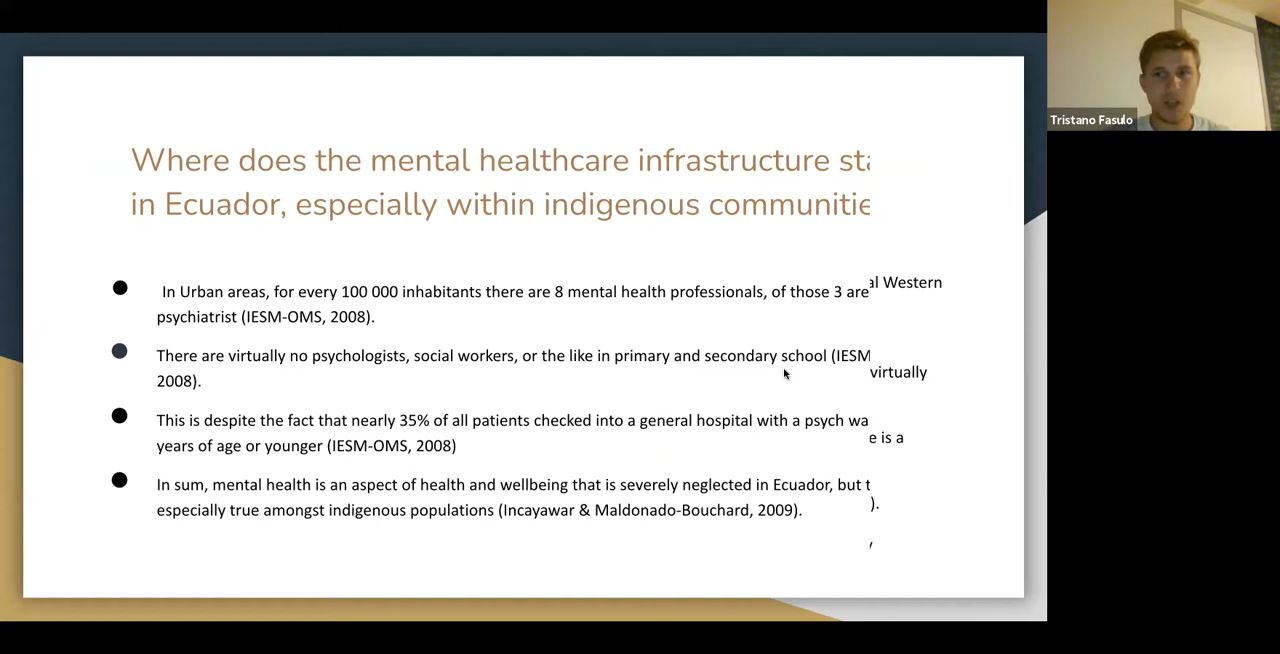 Where does the mental healthcare infrastructure sta
in Ecuador, especially within indigenous communitie
In Urban areas, for every 100 000 inhabitants there are 8 mental health professionals, of those 3 are
psychiatrist (IESM-OMS, 2008).
There are virtually no psychologists, social workers, or the like in primary and secondary school (IESM
2008).
This is despite the fact that nearly 35% of all patients checked into a general hospital with a psych wa
years of age or younger (IESM-OMS, 2008)
In sum, mental health is an aspect of health and wellbeing that is severely neglected in Ecuador, but t
especially true amongst indigenous populations (Incayawar & Maldonado-Bouchard, 2009).
al Western
virtually
e is a
).
Tristano Fasulo